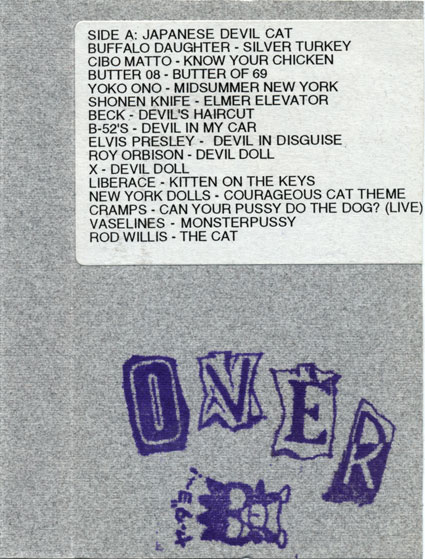 SIDE A: JAPANESE DEVIL CAT
BUFFALO DAUGHTER - SILVER TURKEY
CIBO MATTO - KNOW YOUR CHICKEN
BUTTER 08 - BUTTER OF 69
YOKO ONO - MIDSUMMER NEW YORK
SHONEN KNIFE - ELMER ELEVATOR
BECK - DEVIL'S HAIRCUT
B-52'S - DEVIL IN MY CAR
ELVIS PRESLEY - DEVIL IN DISGUISE
ROY ORBISON - DEVIL DOLL
X - DEVIL DOLL
LIBERACE - KITTEN ON THE KEYS
NEW YORK DOLLS - COURAGEOUS CAT THEME
CRAMPS - CAN YOUR PUSSY DO THE DOG? (LIVE)
VASELINES - MONSTERPUSSY
ROD WILLIS - THE CAT
OVER